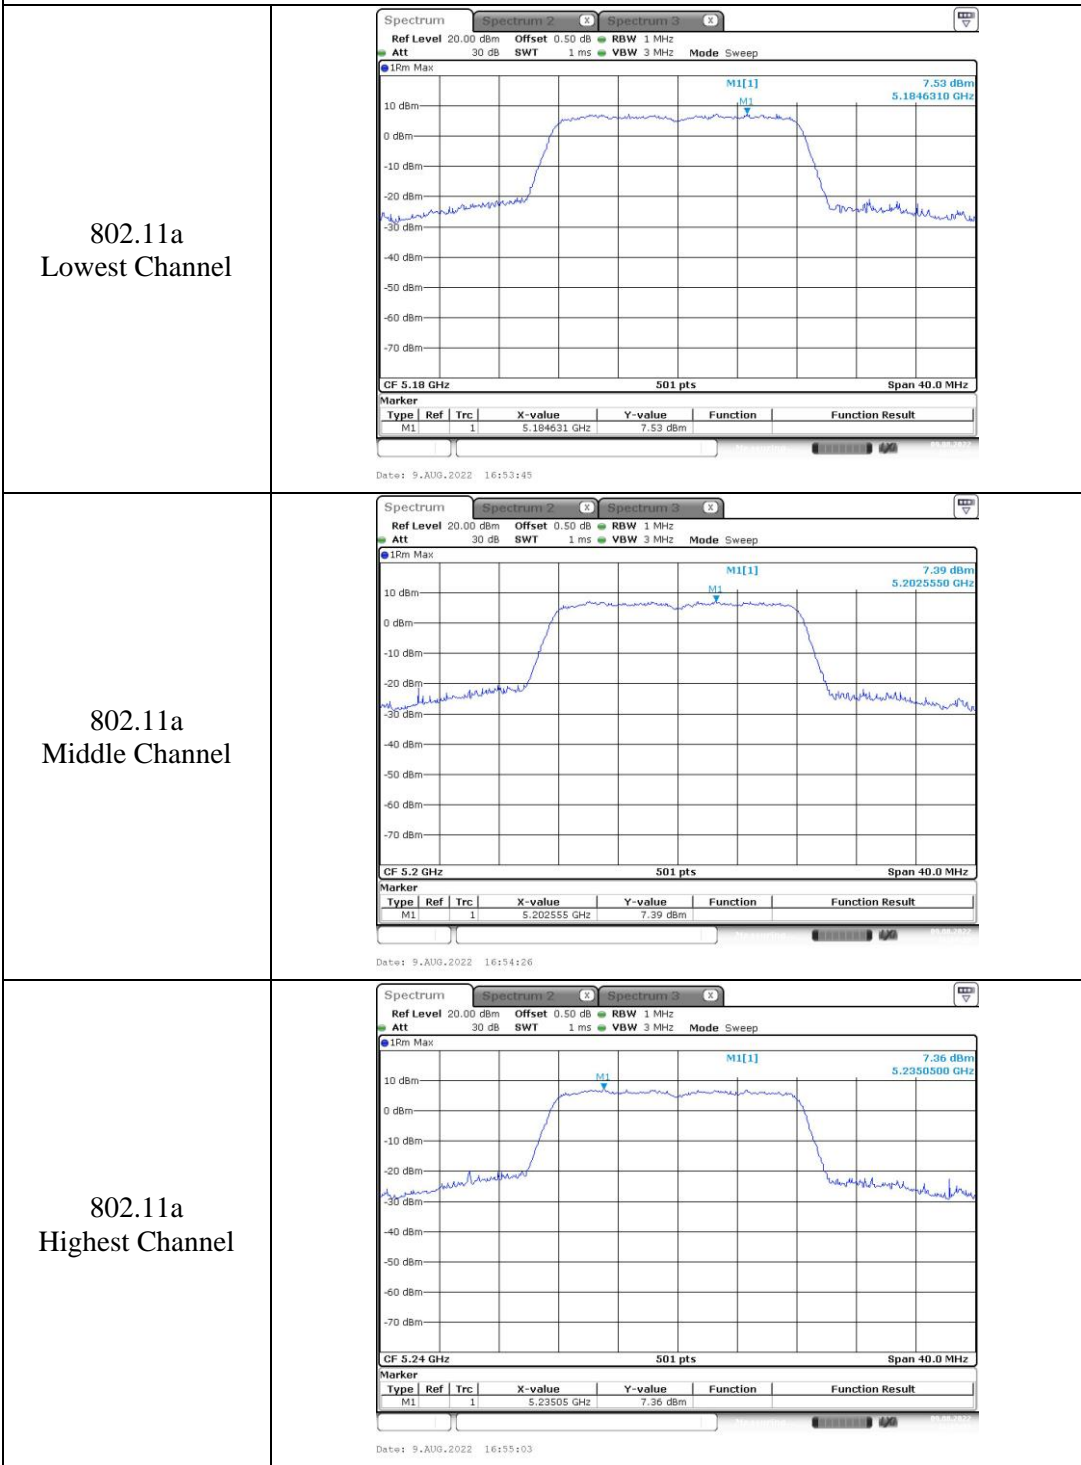 802.11a
Lowest Channel
Spectrum Spectrum 2 X Spectrum 3 X
Ref Level 20.00 dBm Offset 0.50 dB RBW 1 MHz
Att 30 dB SWT 1 ms VBW 3 MHz Mode Sweep
1Rm Max
M1[1] 7.53 dBm
5.1846310 GHz
M1
10 dBm
0 dBm
-10 dBm
-20 dBm
-30 dBm
-40 dBm
-50 dBm
-60 dBm
-70 dBm
CF 5.18 GHz 501 pts Span 40.0 MHz
Marker
Type Ref Trc X-value Y-value Function Function Result
M1 1 5.184631 GHz 7.53 dBm
Date: 9.AUG.2022 16:53:45
802.11a
Middle Channel
Spectrum Spectrum 2 X Spectrum 3 X
Ref Level 20.00 dBm Offset 0.50 dB RBW 1 MHz
Att 30 dB SWT 1 ms VBW 3 MHz Mode Sweep
1Rm Max
M1[1] 7.39 dBm
5.2025550 GHz
M1
10 dBm
0 dBm
-10 dBm
-20 dBm
-30 dBm
-40 dBm
-50 dBm
-60 dBm
-70 dBm
CF 5.2 GHz 501 pts Span 40.0 MHz
Marker
Type Ref Trc X-value Y-value Function Function Result
M1 1 5.202555 GHz 7.39 dBm
Date: 9.AUG.2022 16:54:26
802.11a
Highest Channel
Spectrum Spectrum 2 X Spectrum 3 X
Ref Level 20.00 dBm Offset 0.50 dB RBW 1 MHz
Att 30 dB SWT 1 ms VBW 3 MHz Mode Sweep
1Rm Max
M1[1] 7.36 dBm
5.2350500 GHz
M1
10 dBm
0 dBm
-10 dBm
-20 dBm
-30 dBm
-40 dBm
-50 dBm
-60 dBm
-70 dBm
CF 5.24 GHz 501 pts Span 40.0 MHz
Marker
Type Ref Trc X-value Y-value Function Function Result
M1 1 5.23505 GHz 7.36 dBm
Date: 9.AUG.2022 16:55:03